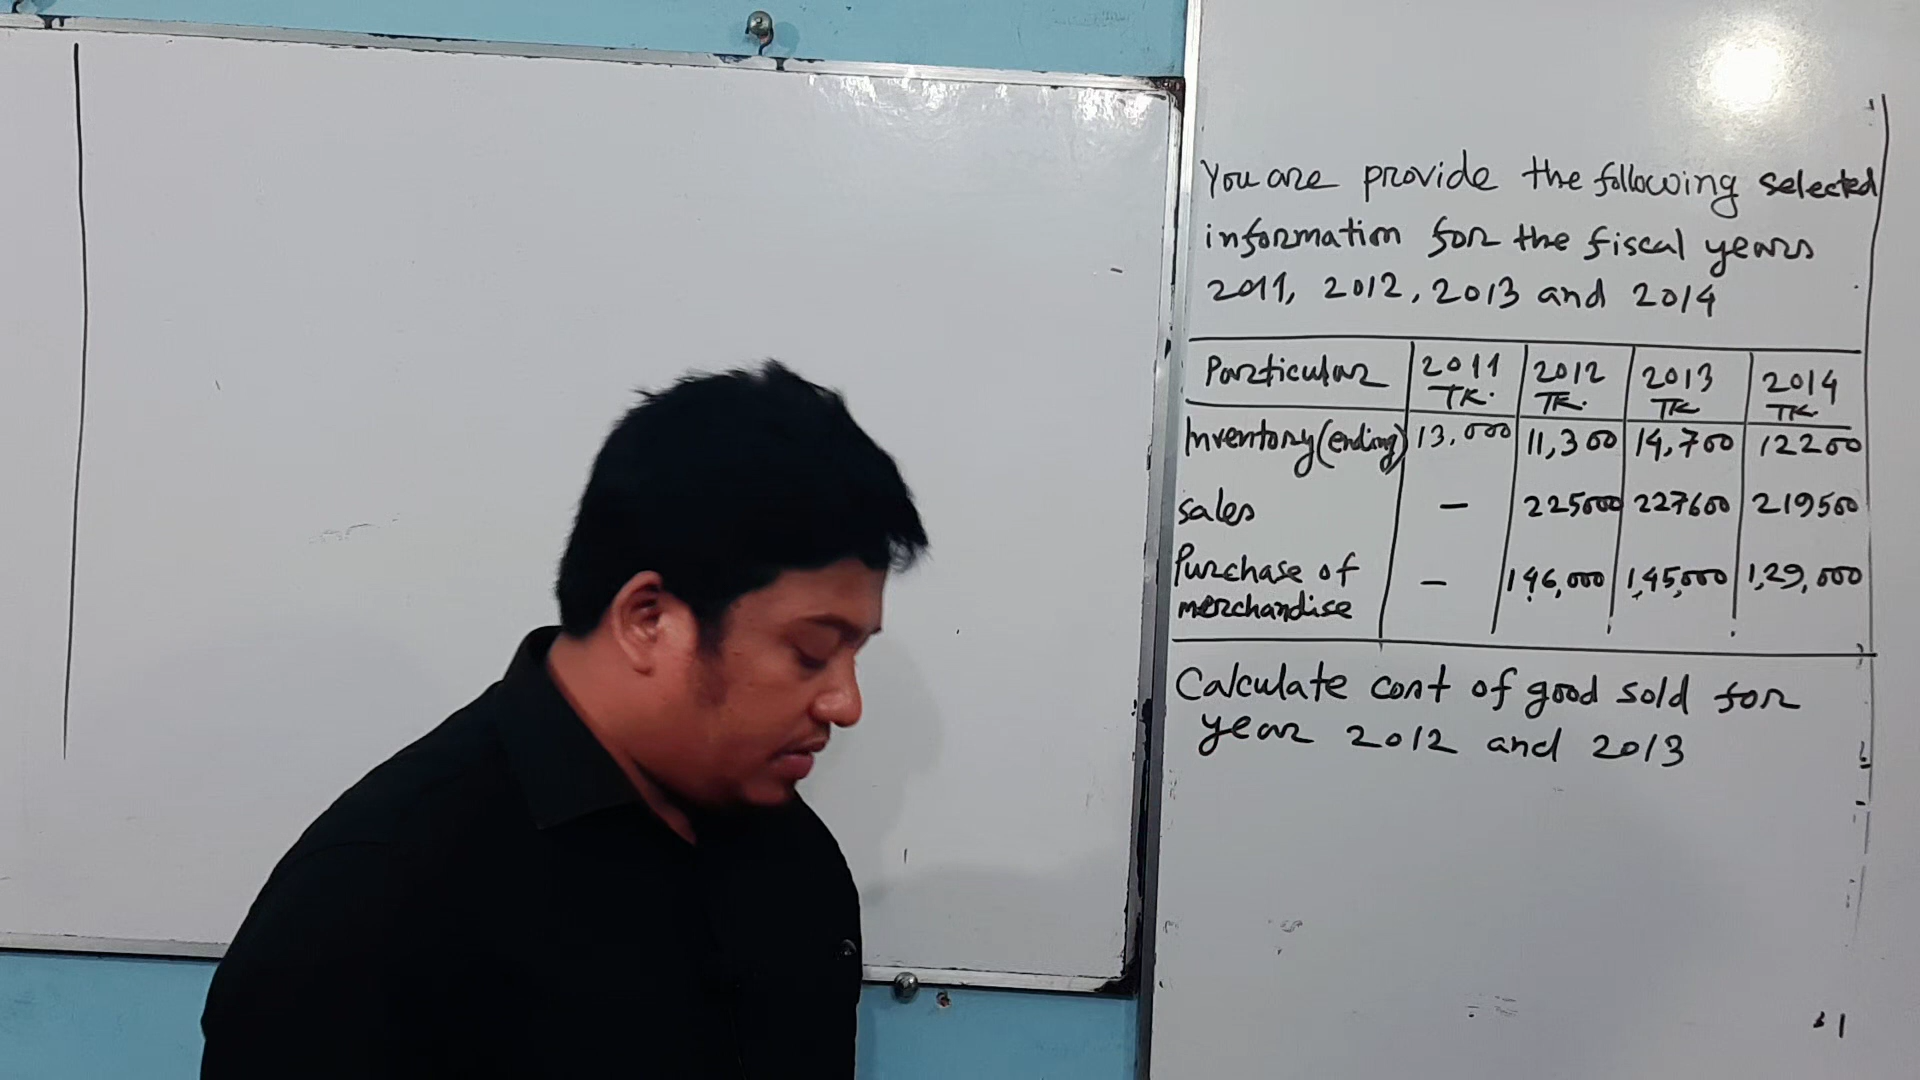 You are provide the following selected
information for the fiscal years
2011, 2012, 2013 and 2014
Particular 2011 TK. 2012 TK. 2013 TK 2014 TK.
Inventory (ending) 13,000 11,300 14,700 12200
sales - 225000 227600 219500
Purchase of merchandise - 146,000 1,45,000 1,29,000
Calculate cost of good sold for
year 2012 and 2013